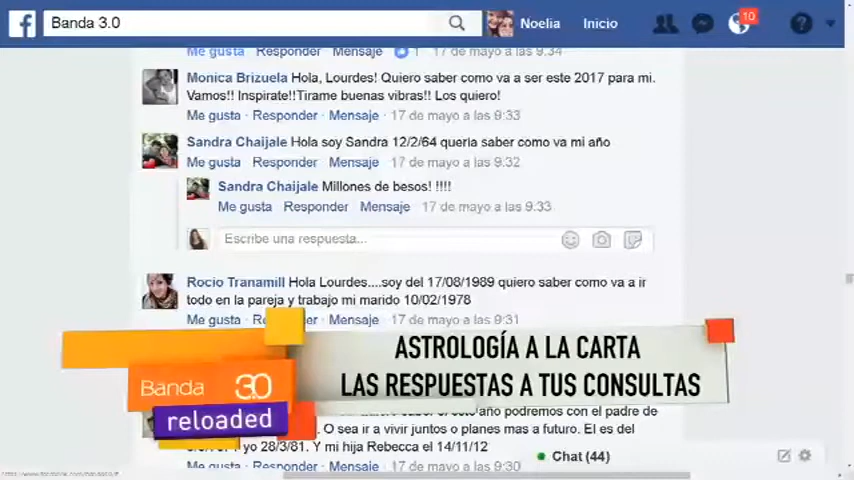 Banda 3.0
Noelia
Inicio
10
Me gusta Responder Mensaje 1 17 de mayo a las 9:34
Monica Brizuela Hola, Lourdes! Quiero saber como va a ser este 2017 para mi.
Vamos!! Inspirate!!Tirame buenas vibras!! Los quiero!
Me gusta · Responder · Mensaje · 17 de mayo a las 9:33
Sandra Chaijale Hola soy Sandra 12/2/64 queria saber como va mi año
Me gusta · Responder · Mensaje · 17 de mayo a las 9:32
Sandra Chaijale Millones de besos! !!!!
Me gusta · Responder · Mensaje · 17 de mayo a las 9:33
Escribe una respuesta...
Rocio Tranamill Hola Lourdes....soy del 17/08/1989 quiero saber como va a ir
todo en la pareja y trabajo mi marido 10/02/1978
Me gusta · Responder · Mensaje · 17 de mayo a las 9:31
ASTROLOGÍA A LA CARTA
LAS RESPUESTAS A TUS CONSULTAS
Banda 3.0
reloaded
año podremos con el padre de
. O sea ir a vivir juntos o planes mas a futuro. El es del
yo 28/3/81. Y mi hija Rebecca el 14/11/12
Me gusta · Responder · Mensaje · 17 de mayo a las 9:30
Chat (44)